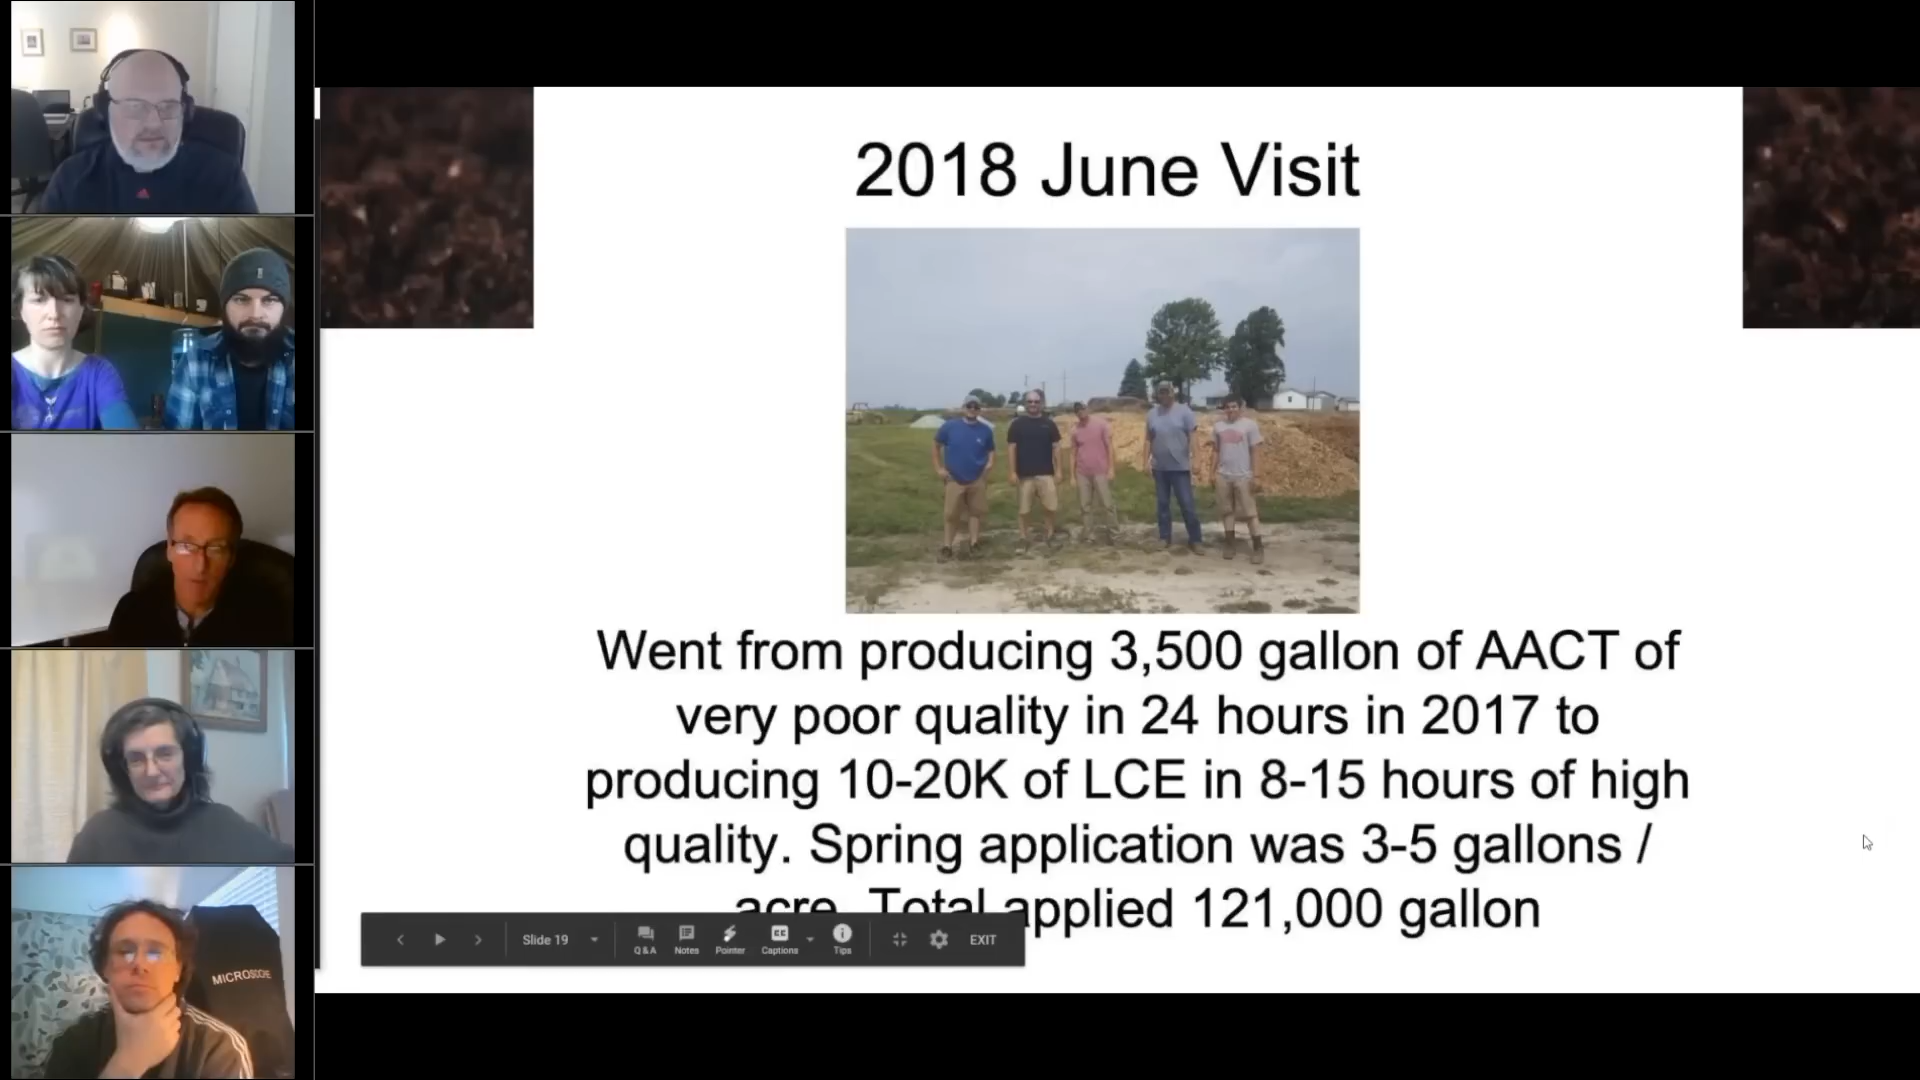 2018 June Visit
Went from producing 3,500 gallon of AACT of
very poor quality in 24 hours in 2017 to
producing 10-20K of LCE in 8-15 hours of high
quality. Spring application was 3-5 gallons /
acre. Total applied 121,000 gallon
Slide 19
Q&A
Notes
Pointer
CC
Captions
Tips
EXIT